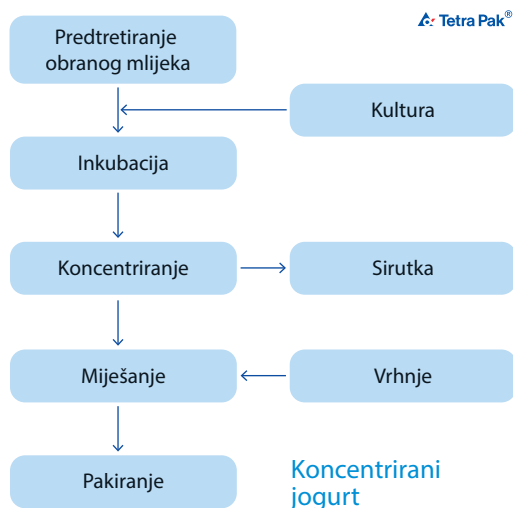 Tetra Pak®
Predtretiranje
obranog mlijeka
Kultura
Inkubacija
Koncentriranje
Sirutka
Miješanje
Vrhnje
Pakiranje
Koncentrirani
jogurt